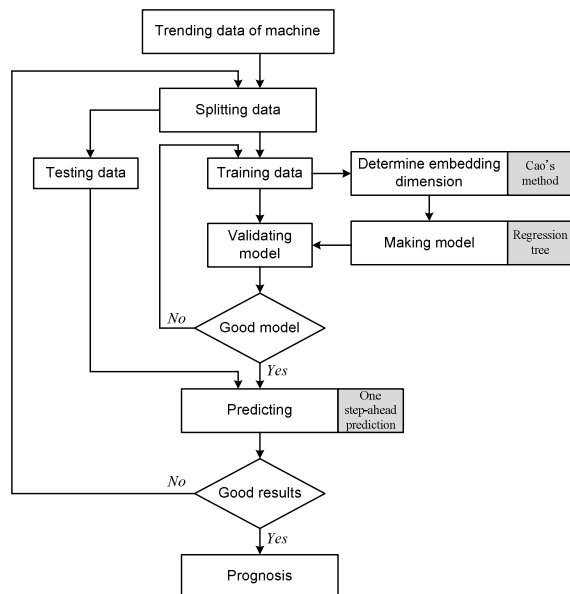 Trending data of machine
Splitting data
Testing data
Training data
Determine embedding
dimension
Cao's
method
Validating
model
Making model
Regression
tree
No
Good model
Yes
Predicting
One
step-ahead
prediction
No
Good results
Yes
Prognosis